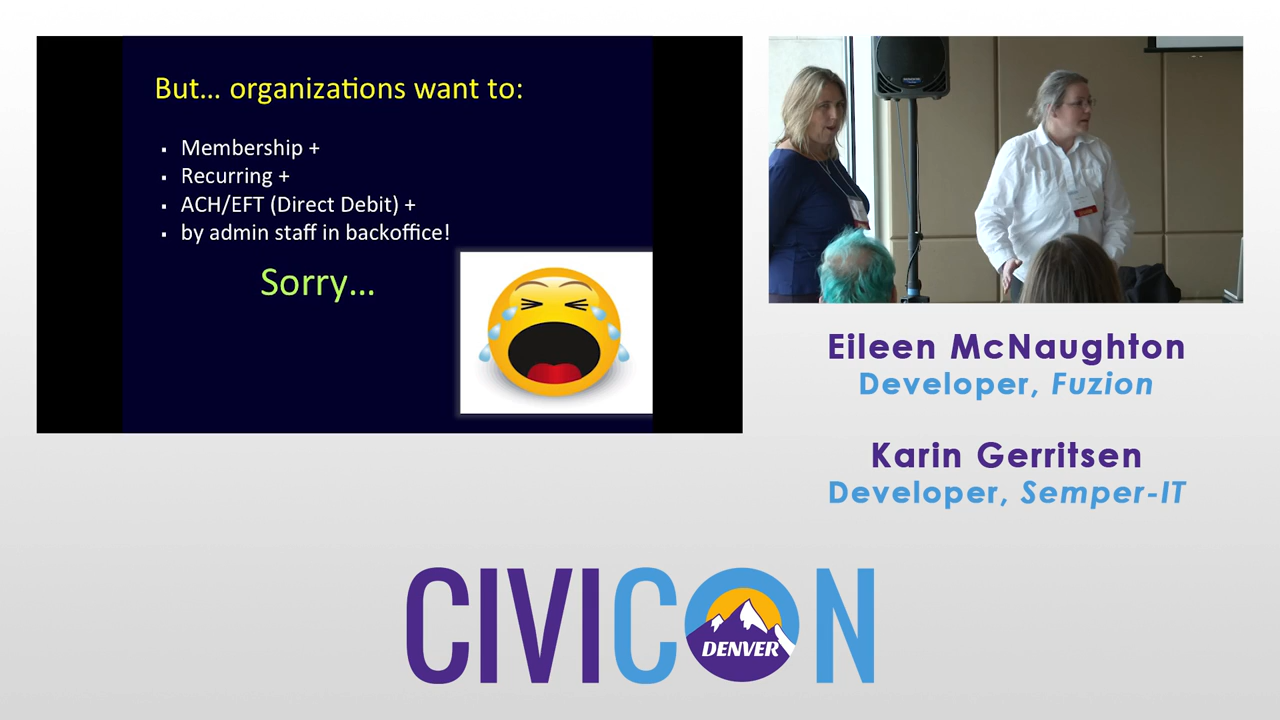 But... organizations want to:
▪ Membership +
▪ Recurring +
▪ ACH/EFT (Direct Debit) +
▪ by admin staff in backoffice!
Sorry...
Eileen McNaughton
Developer, Fuzion
Karin Gerritsen
Developer, Semper-IT
CIVICON
DENVER